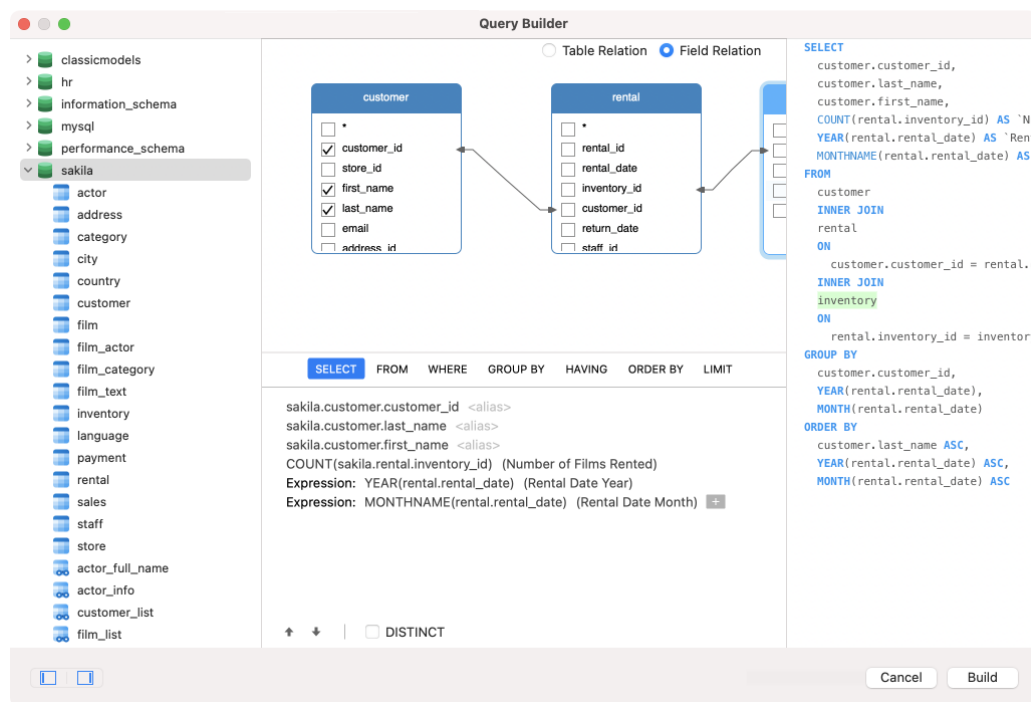 Query Builder
classicmodels
hr
information_schema
mysql
performance_schema
sakila
actor
address
category
city
country
customer
film
film_actor
film_category
film_text
inventory
language
payment
rental
sales
staff
store
actor_full_name
actor_info
customer_list
film_list
Table Relation Field Relation
customer
*
customer_id
store_id
first_name
last_name
email
address_id
rental
*
rental_id
rental_date
inventory_id
customer_id
return_date
staff_id
SELECT FROM WHERE GROUP BY HAVING ORDER BY LIMIT
sakila.customer.customer_id <alias>
sakila.customer.last_name <alias>
sakila.customer.first_name <alias>
COUNT(sakila.rental.inventory_id) (Number of Films Rented)
Expression: YEAR(rental.rental_date) (Rental Date Year)
Expression: MONTHNAME(rental.rental_date) (Rental Date Month) +
DISTINCT
SELECT
customer.customer_id,
customer.last_name,
customer.first_name,
COUNT(rental.inventory_id) AS `N
YEAR(rental.rental_date) AS `Ren
MONTHNAME(rental.rental_date) AS
FROM
customer
INNER JOIN
rental
ON
customer.customer_id = rental.
INNER JOIN
inventory
ON
rental.inventory_id = inventor
GROUP BY
customer.customer_id,
YEAR(rental.rental_date),
MONTH(rental.rental_date)
ORDER BY
customer.last_name ASC,
YEAR(rental.rental_date) ASC,
MONTH(rental.rental_date) ASC
Cancel Build